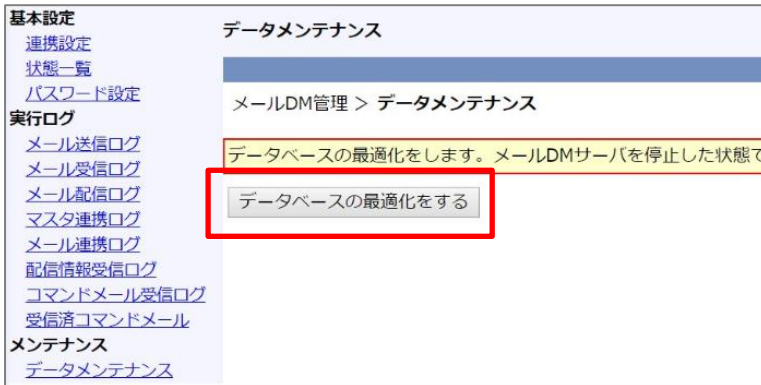 基本設定
連携設定
状態一覧
パスワード設定
実行ログ
メール送信ログ
メール受信ログ
メール配信ログ
マスタ連携ログ
メール連携ログ
配信情報受信ログ
コマンドメール受信ログ
受信済コマンドメール
メンテナンス
データメンテナンス
データメンテナンス
メールDM管理 > データメンテナンス
データベースの最適化をします。メールDMサーバを停止した状態で
データベースの最適化をする